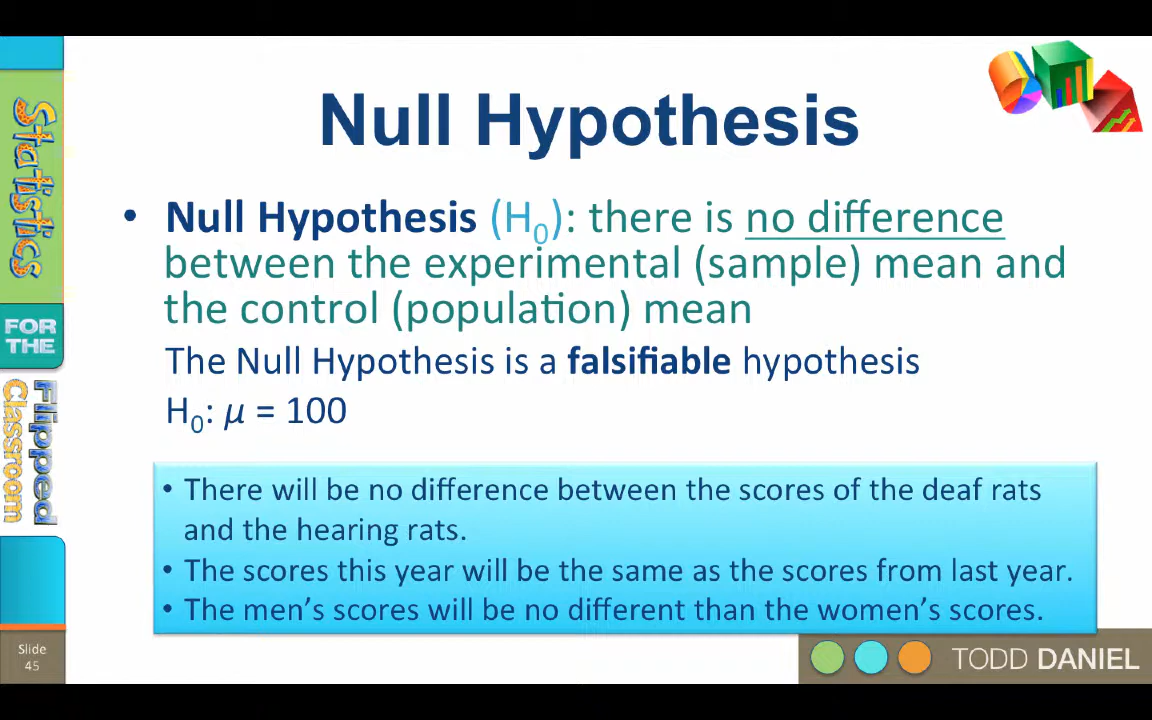 Null Hypothesis
• Null Hypothesis (H₀): there is no difference
between the experimental (sample) mean and
the control (population) mean
The Null Hypothesis is a falsifiable hypothesis
H₀: μ = 100
• There will be no difference between the scores of the deaf rats
and the hearing rats.
• The scores this year will be the same as the scores from last year.
• The men's scores will be no different than the women's scores.
Statistics
FOR
THE
Flipped
Classroom
Slide
45
TODD DANIEL